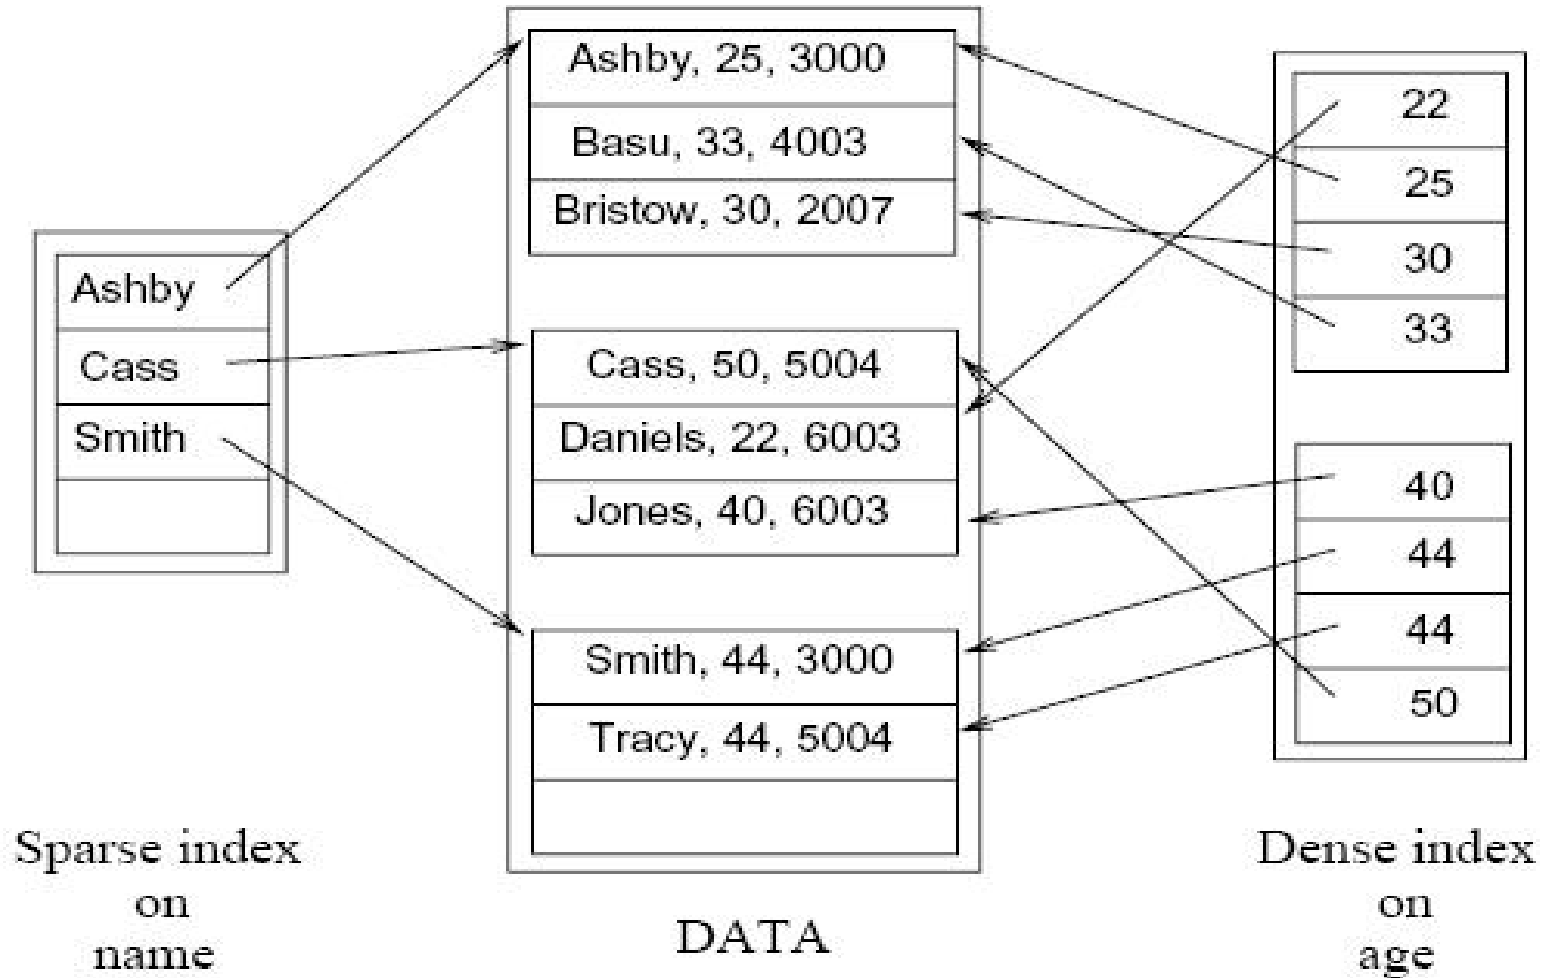 Ashby
Cass
Smith
Sparse index
on
name
Ashby, 25, 3000
Basu, 33, 4003
Bristow, 30, 2007
Cass, 50, 5004
Daniels, 22, 6003
Jones, 40, 6003
Smith, 44, 3000
Tracy, 44, 5004
DATA
22
25
30
33
40
44
44
50
Dense index
on
age